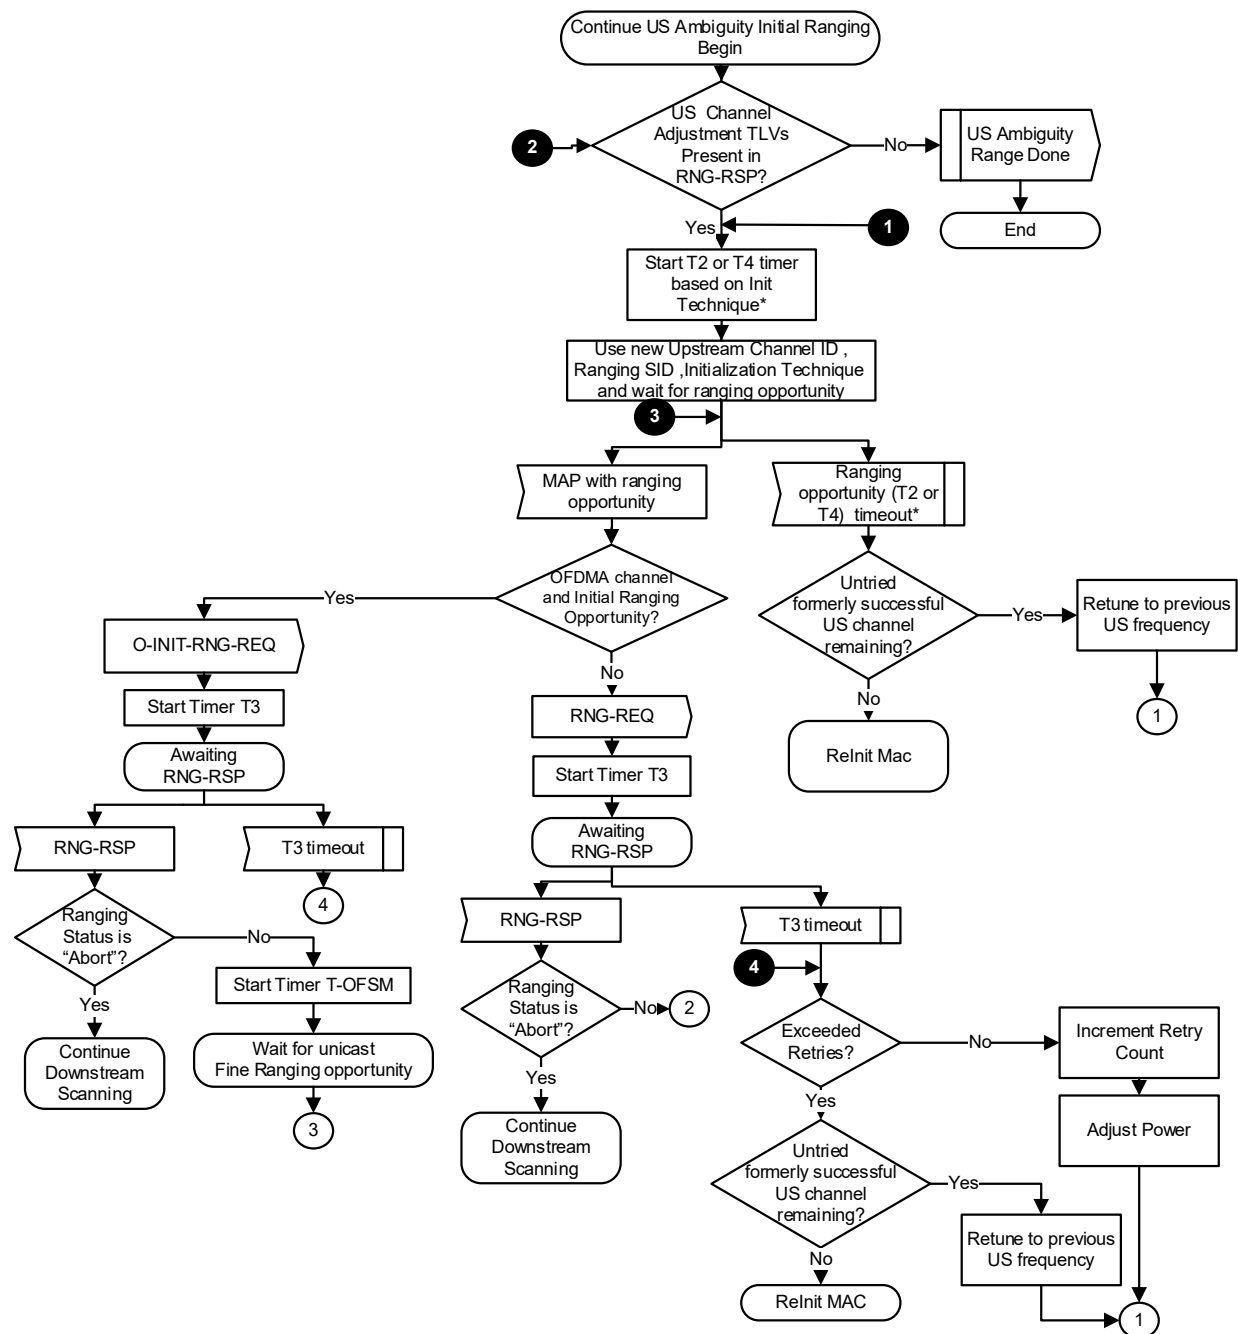 Continue US Ambiguity Initial Ranging
Begin
US Channel
Adjustment TLVs
Present in
RNG-RSP?
2
No
US Ambiguity
Range Done
End
Yes
1
Start T2 or T4 timer
based on Init
Technique*
Use new Upstream Channel ID ,
Ranging SID ,Initialization Technique
and wait for ranging opportunity
3
MAP with ranging
opportunity
Ranging
opportunity (T2 or
T4) timeout*
OFDMA channel
and Initial Ranging
Opportunity?
Yes
No
Untried
formerly successful
US channel
remaining?
Yes
Retune to previous
US frequency
1
No
ReInit Mac
O-INIT-RNG-REQ
Start Timer T3
Awaiting
RNG-RSP
RNG-RSP
T3 timeout
4
Ranging
Status is
“Abort”?
No
Yes
Start Timer T-OFSM
Continue
Downstream
Scanning
Wait for unicast
Fine Ranging opportunity
3
RNG-REQ
Start Timer T3
Awaiting
RNG-RSP
RNG-RSP
T3 timeout
4
Ranging
Status is
“Abort”?
No
2
Yes
Continue
Downstream
Scanning
Exceeded
Retries?
No
Increment Retry
Count
Adjust Power
Yes
Untried
formerly successful
US channel
remaining?
Yes
Retune to previous
US frequency
No
ReInit MAC
1